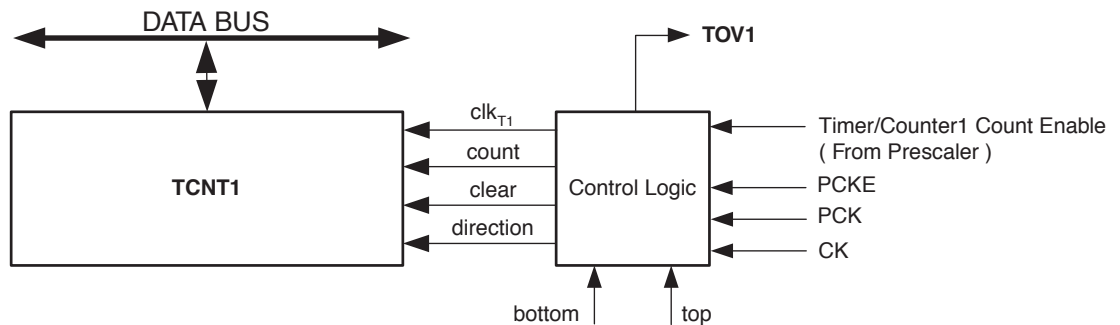 DATA BUS
TOV1
clkT1
count
clear
direction
TCNT1
Control Logic
Timer/Counter1 Count Enable
( From Prescaler )
PCKE
PCK
CK
bottom
top